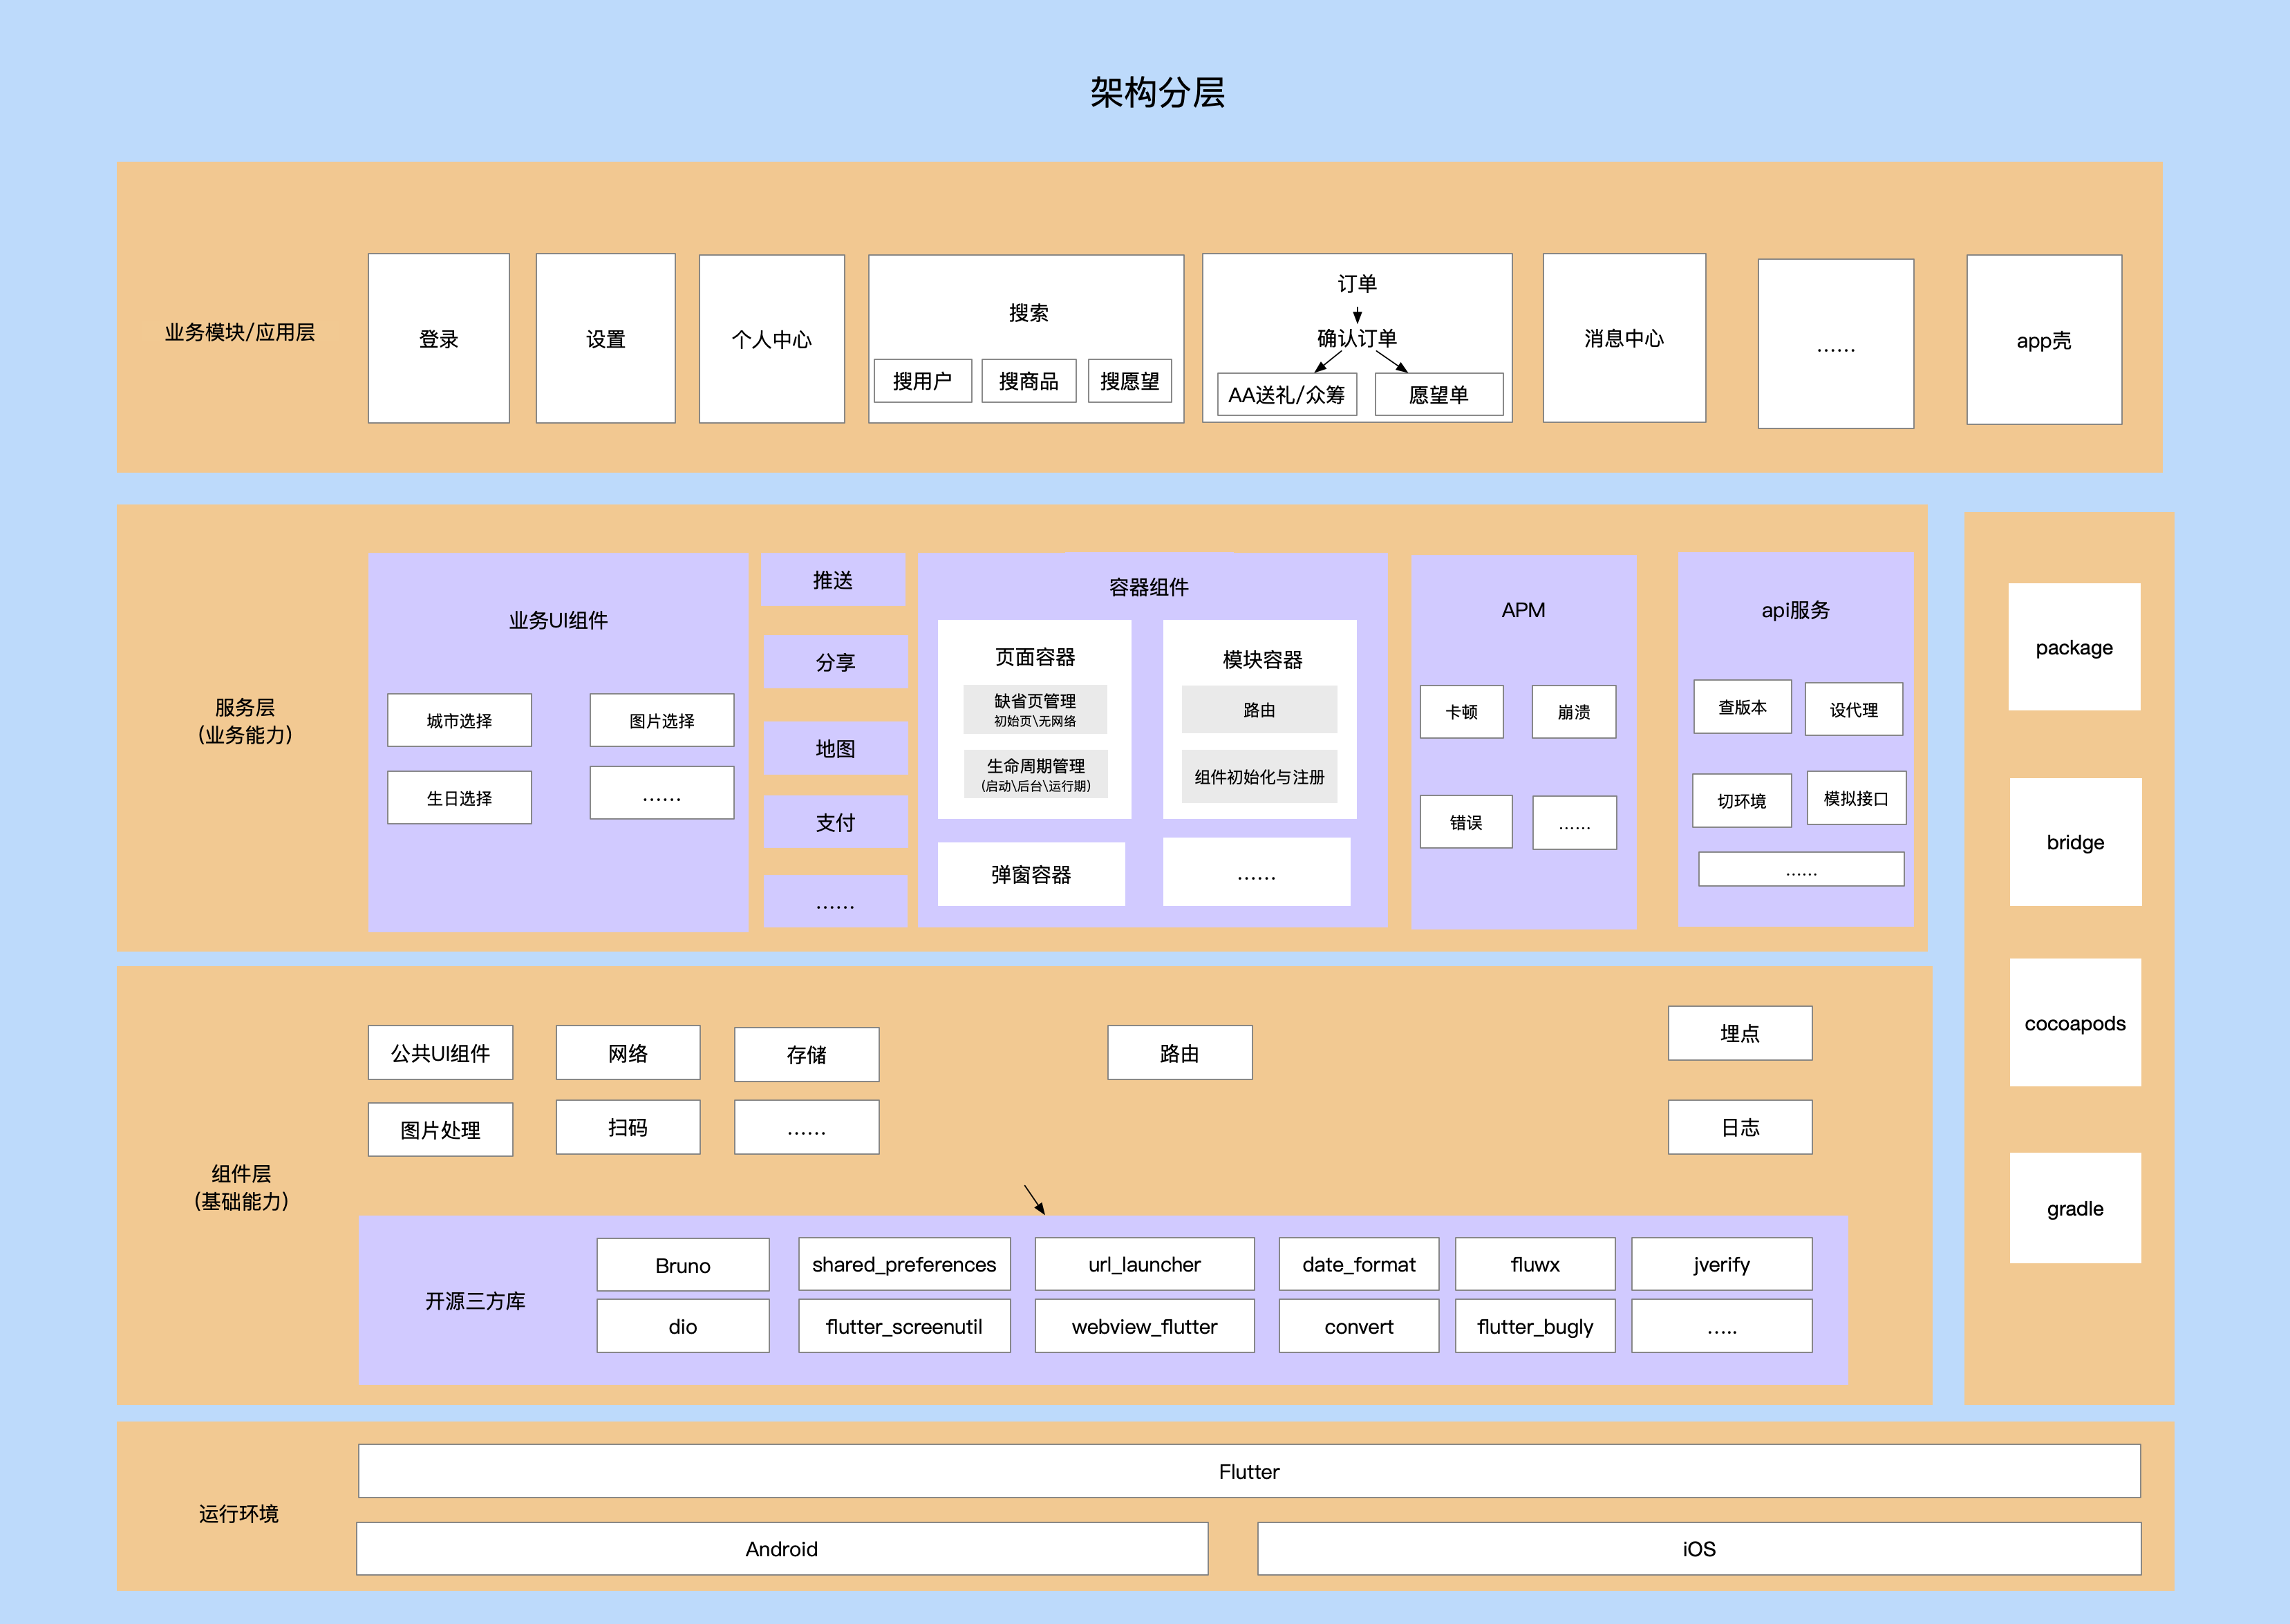 架构分层
业务模块/应用层
登录
设置
个人中心
搜索
搜用户
搜商品
搜愿望
订单
确认订单
AA送礼/众筹
愿望单
消息中心
……
app壳
服务层
(业务能力)
业务UI组件
城市选择
图片选择
生日选择
……
推送
分享
地图
支付
……
容器组件
页面容器
缺省页管理
初始页\无网络
生命周期管理
(启动\后台\运行期)
模块容器
路由
组件初始化与注册
弹窗容器
……
APM
卡顿
崩溃
错误
……
api服务
查版本
设代理
切环境
模拟接口
……
package
bridge
cocoapods
gradle
组件层
(基础能力)
公共UI组件
网络
存储
路由
埋点
图片处理
扫码
……
日志
开源三方库
Bruno
shared_preferences
url_launcher
date_format
fluwx
jverify
dio
flutter_screenutil
webview_flutter
convert
flutter_bugly
…..
运行环境
Flutter
Android
iOS